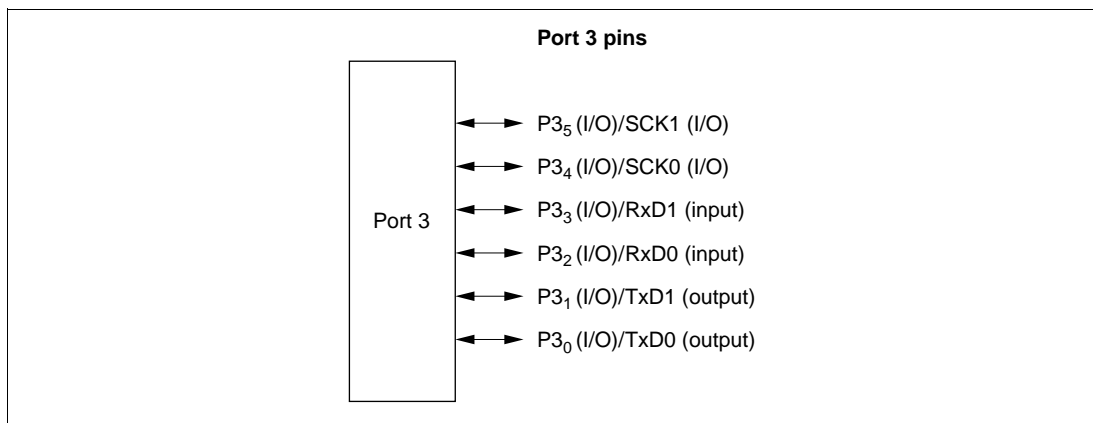 Port 3 pins
P3₅ (I/O)/SCK1 (I/O)
P3₄ (I/O)/SCK0 (I/O)
Port 3
P3₃ (I/O)/RxD1 (input)
P3₂ (I/O)/RxD0 (input)
P3₁ (I/O)/TxD1 (output)
P3₀ (I/O)/TxD0 (output)